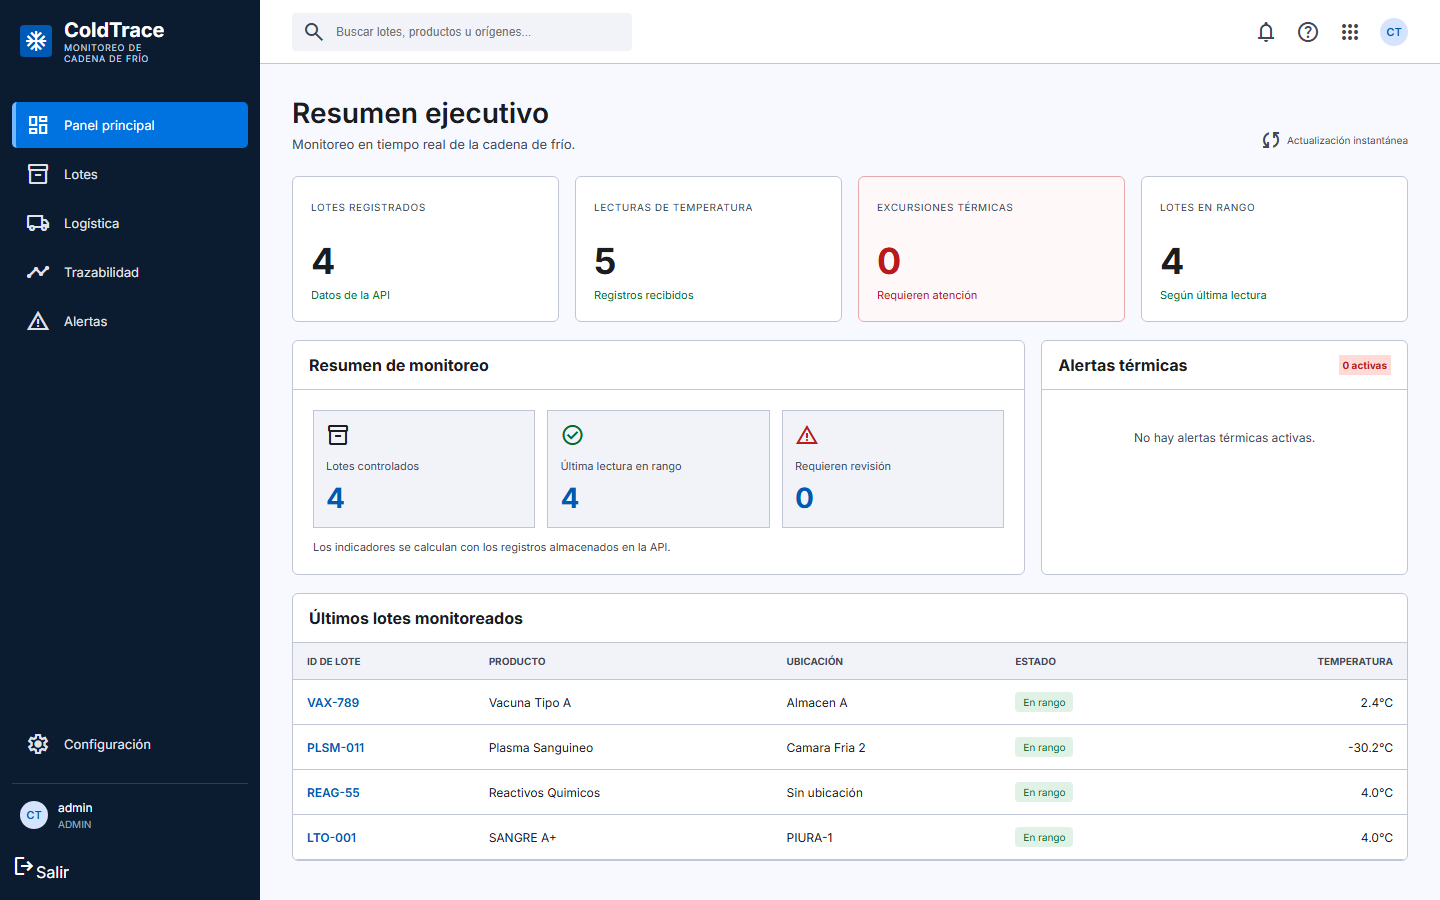 ColdTrace
MONITOREO DE
CADENA DE FRÍO
Panel principal
Lotes
Logística
Trazabilidad
Alertas
Configuración
CT
admin
ADMIN
Salir
Buscar lotes, productos u orígenes...
CT
Resumen ejecutivo
Monitoreo en tiempo real de la cadena de frío.
Actualización instantánea
LOTES REGISTRADOS
4
Datos de la API
LECTURAS DE TEMPERATURA
5
Registros recibidos
EXCURSIONES TÉRMICAS
0
Requieren atención
LOTES EN RANGO
4
Según última lectura
Resumen de monitoreo
Lotes controlados
4
Última lectura en rango
4
Requieren revisión
0
Los indicadores se calculan con los registros almacenados en la API.
Alertas térmicas
0 activas
No hay alertas térmicas activas.
Últimos lotes monitoreados
ID DE LOTE PRODUCTO UBICACIÓN ESTADO TEMPERATURA
VAX-789 Vacuna Tipo A Almacen A En rango 2.4°C
PLSM-011 Plasma Sanguineo Camara Fria 2 En rango -30.2°C
REAG-55 Reactivos Quimicos Sin ubicación En rango 4.0°C
LTO-001 SANGRE A+ PIURA-1 En rango 4.0°C